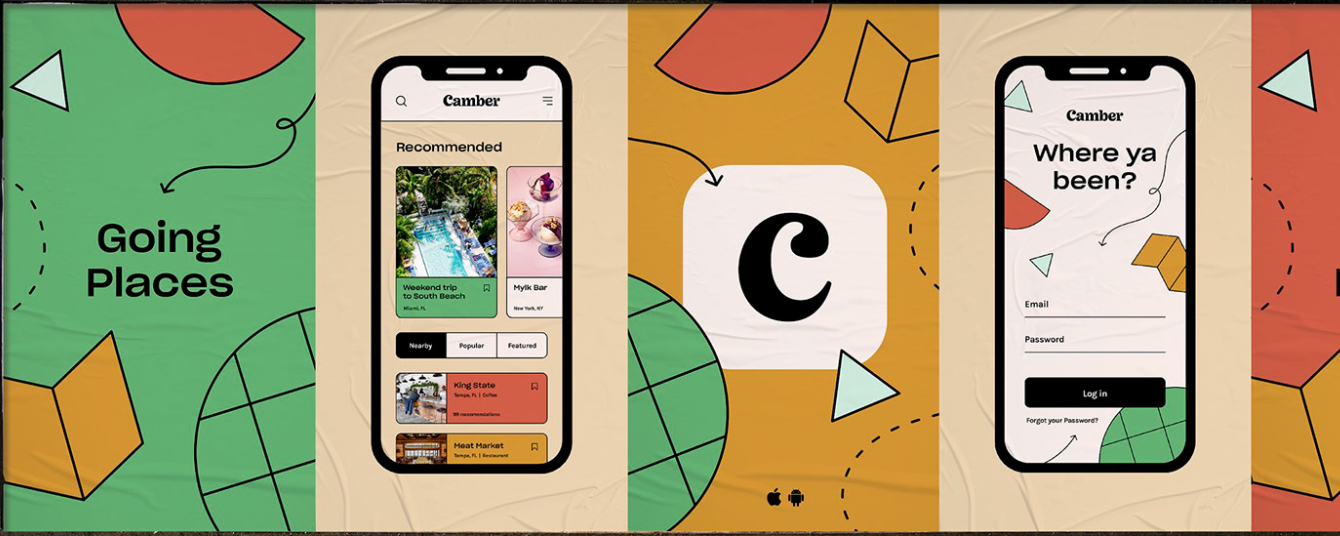 Going
Places
Camber
Recommended
Weekend trip
to South Beach
Miami, FL
Mylk Bar
New York, NY
Nearby
Popular
Featured
King State
Tampa, FL | Coffee
99 recomendations
Meat Market
Tampa, FL | Restaurant
C
Camber
Where ya
been?
Email
Password
Log in
Forgot your Password?